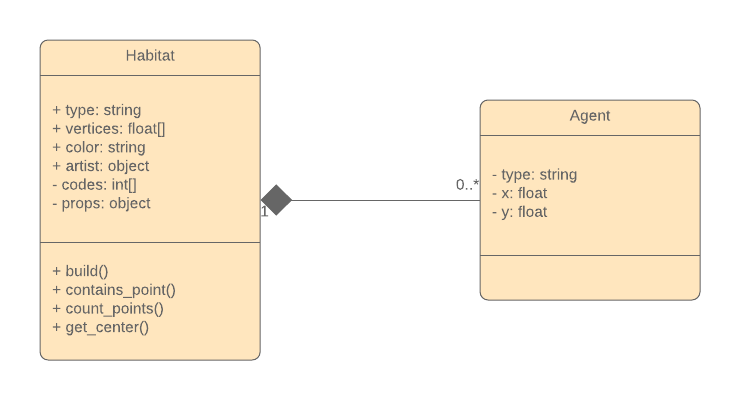 Habitat
+ type: string
+ vertices: float[]
+ color: string
+ artist: object
- codes: int[]
- props: object
+ build()
+ contains_point()
+ count_points()
+ get_center()
1
0..*
Agent
- type: string
- x: float
- y: float